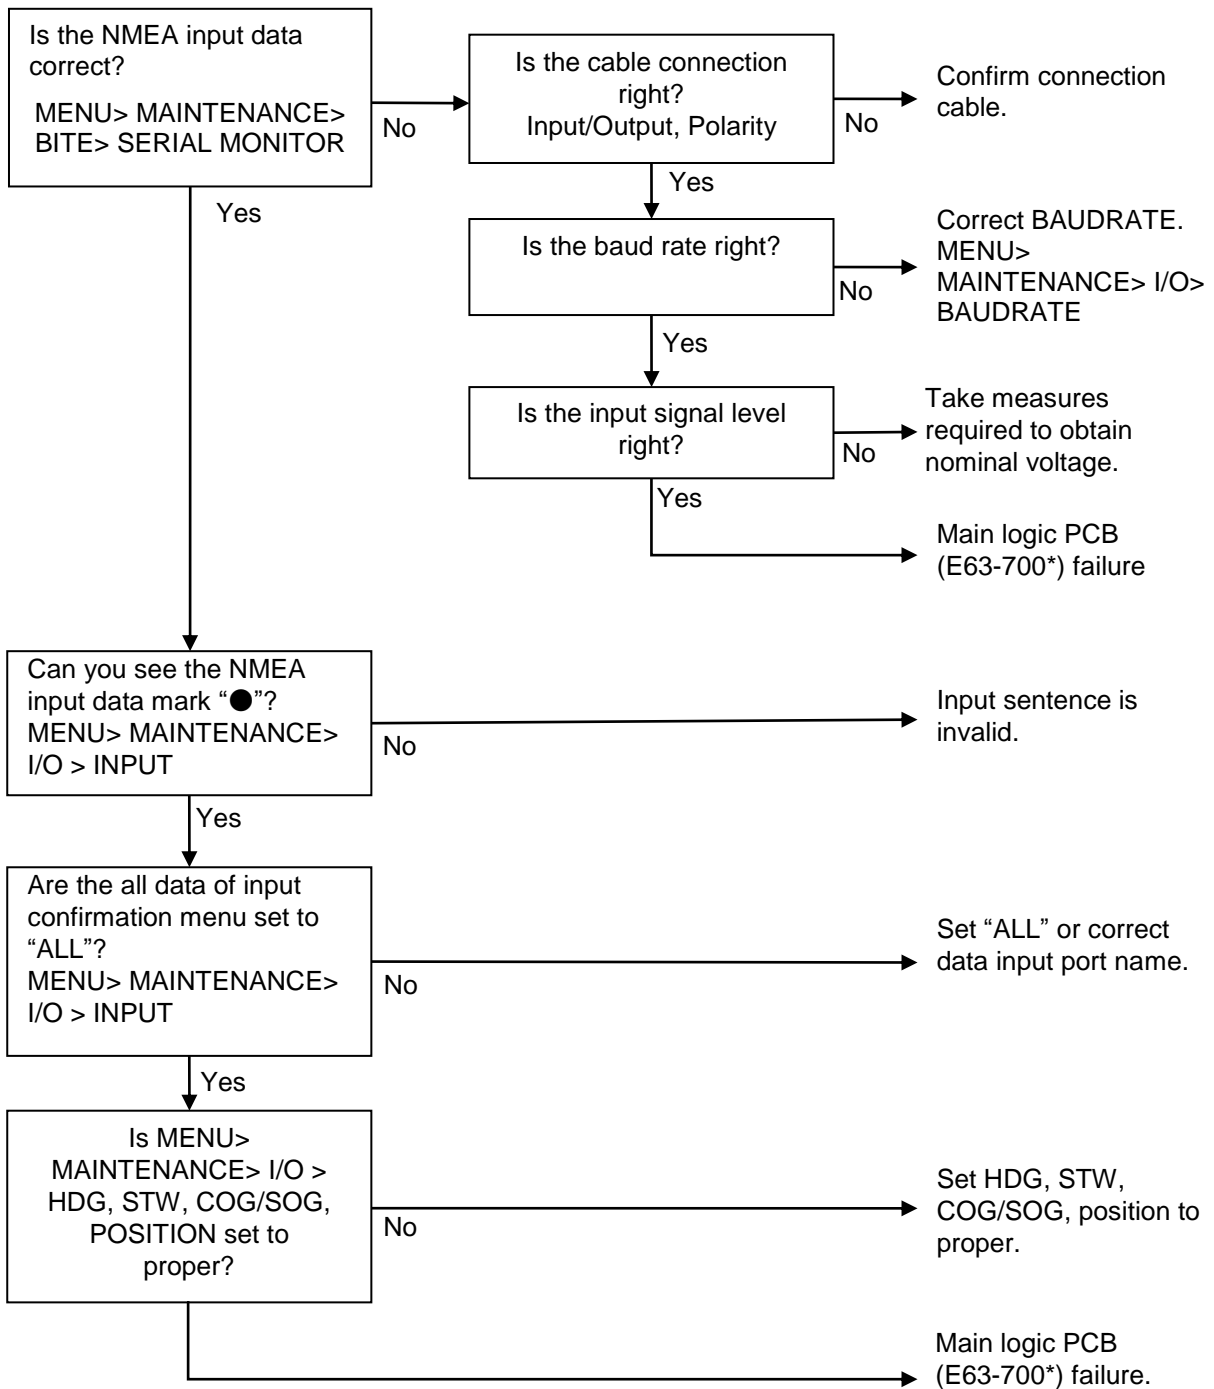 Is the NMEA input data
correct?
MENU> MAINTENANCE>
BITE> SERIAL MONITOR
No
Is the cable connection
right?
Input/Output, Polarity
No
Confirm connection
cable.
Yes
Yes
Is the baud rate right?
No
Correct BAUDRATE.
MENU>
MAINTENANCE> I/O>
BAUDRATE
Yes
Is the input signal level
right?
No
Take measures
required to obtain
nominal voltage.
Yes
Main logic PCB
(E63-700*) failure
Can you see the NMEA
input data mark “●”?
MENU> MAINTENANCE>
I/O > INPUT
No
Input sentence is
invalid.
Yes
Are the all data of input
confirmation menu set to
“ALL”?
MENU> MAINTENANCE>
I/O > INPUT
No
Set “ALL” or correct
data input port name.
Yes
Is MENU>
MAINTENANCE> I/O >
HDG, STW, COG/SOG,
POSITION set to
proper?
No
Set HDG, STW,
COG/SOG, position to
proper.
Main logic PCB
(E63-700*) failure.